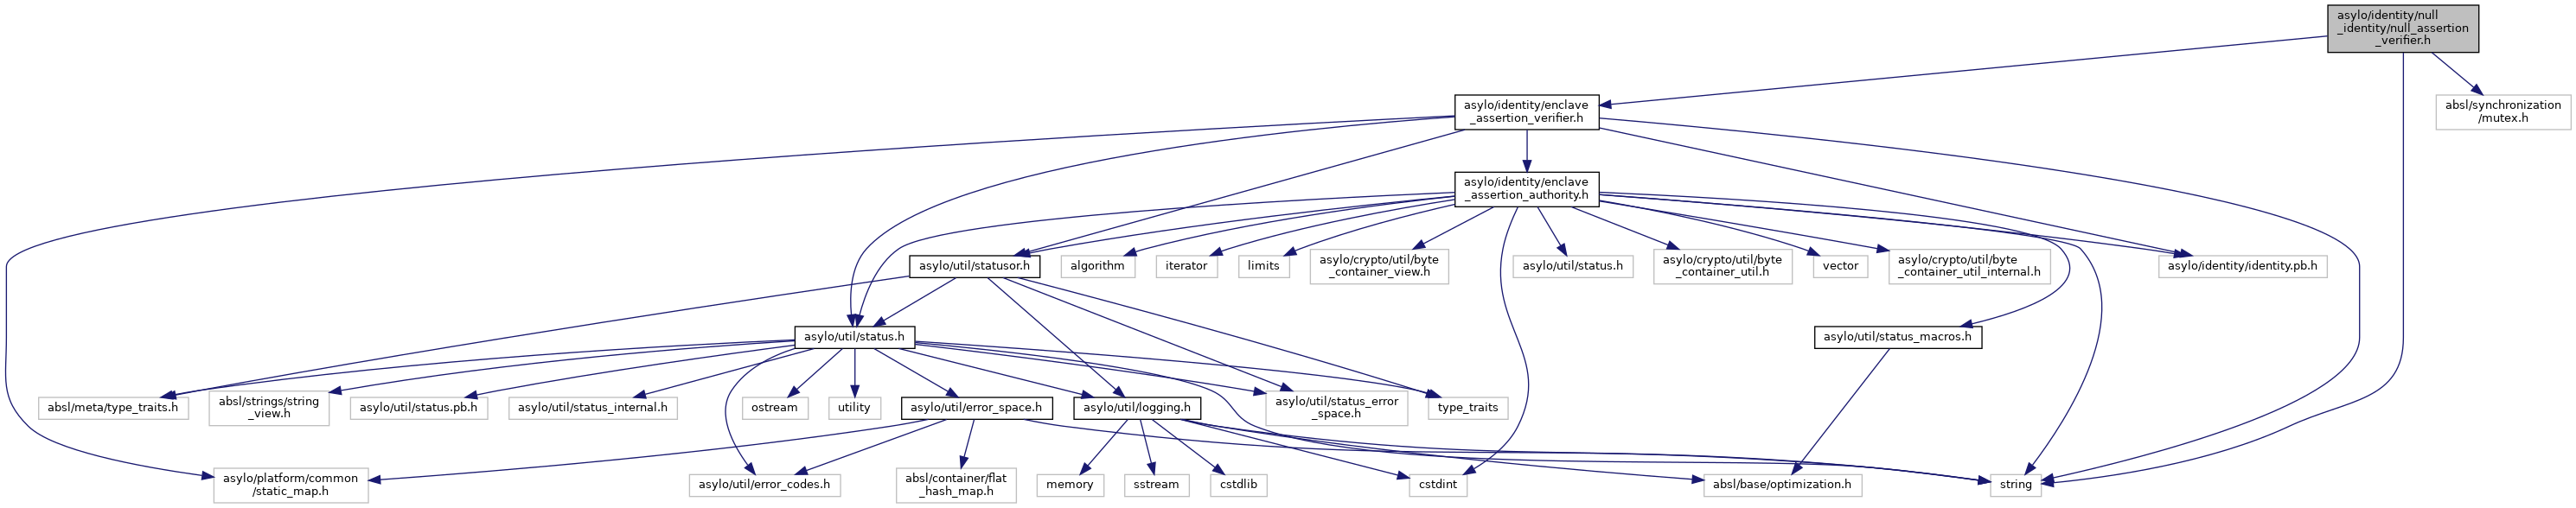 asylo/identity/null
_identity/null_assertion
_verifier.h
asylo/identity/enclave
_assertion_verifier.h
absl/synchronization
/mutex.h
asylo/identity/enclave
_assertion_authority.h
asylo/util/statusor.h
algorithm
iterator
limits
asylo/crypto/util/byte
_container_view.h
asylo/util/status.h
asylo/crypto/util/byte
_container_util.h
vector
asylo/crypto/util/byte
_container_util_internal.h
asylo/identity/identity.pb.h
asylo/util/status.h
asylo/util/status_macros.h
absl/meta/type_traits.h
absl/strings/string
_view.h
asylo/util/status.pb.h
asylo/util/status_internal.h
ostream
utility
asylo/util/error_space.h
asylo/util/logging.h
asylo/util/status_error
_space.h
type_traits
asylo/platform/common
/static_map.h
asylo/util/error_codes.h
absl/container/flat
_hash_map.h
memory
sstream
cstdlib
cstdint
absl/base/optimization.h
string